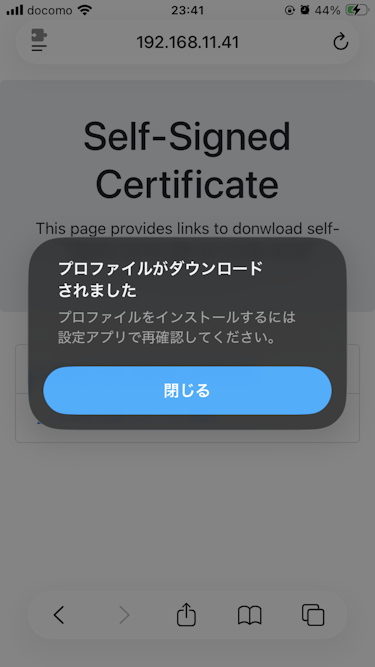 docomo 23:41 44%
192.168.11.41
Self-Signed
Certificate
This page provides links to donwload self-
プロファイルがダウンロード
されました
プロファイルをインストールするには
設定アプリで再確認してください。
閉じる